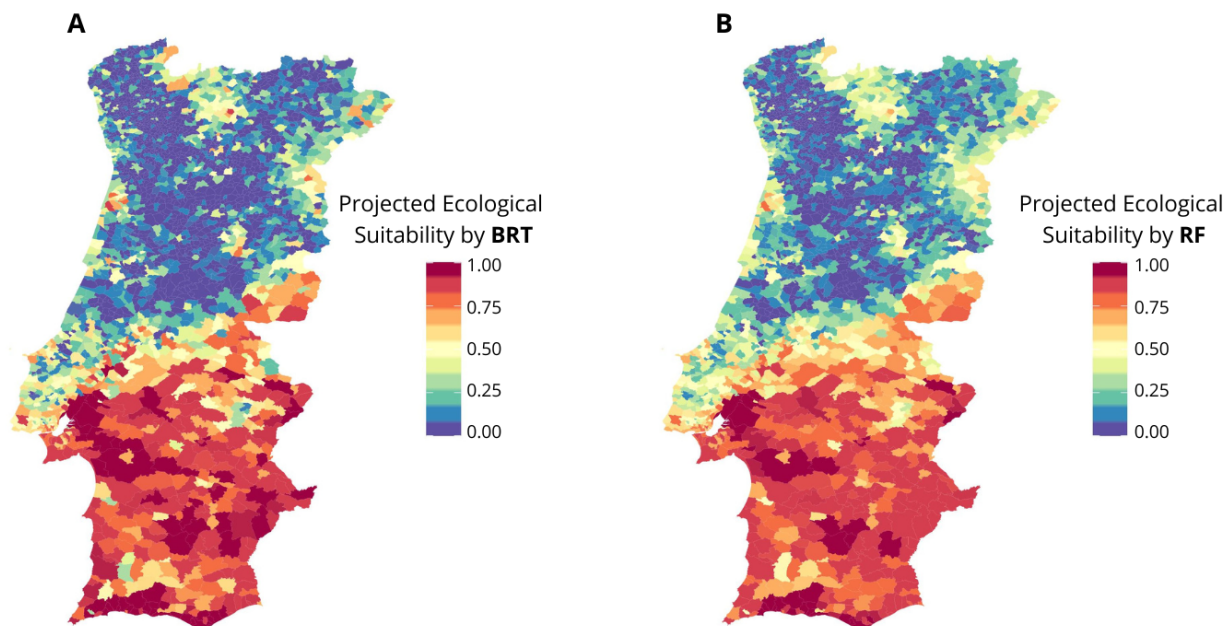 A
Projected Ecological
Suitability by BRT
1.00
0.75
0.50
0.25
0.00
B
Projected Ecological
Suitability by RF
1.00
0.75
0.50
0.25
0.00